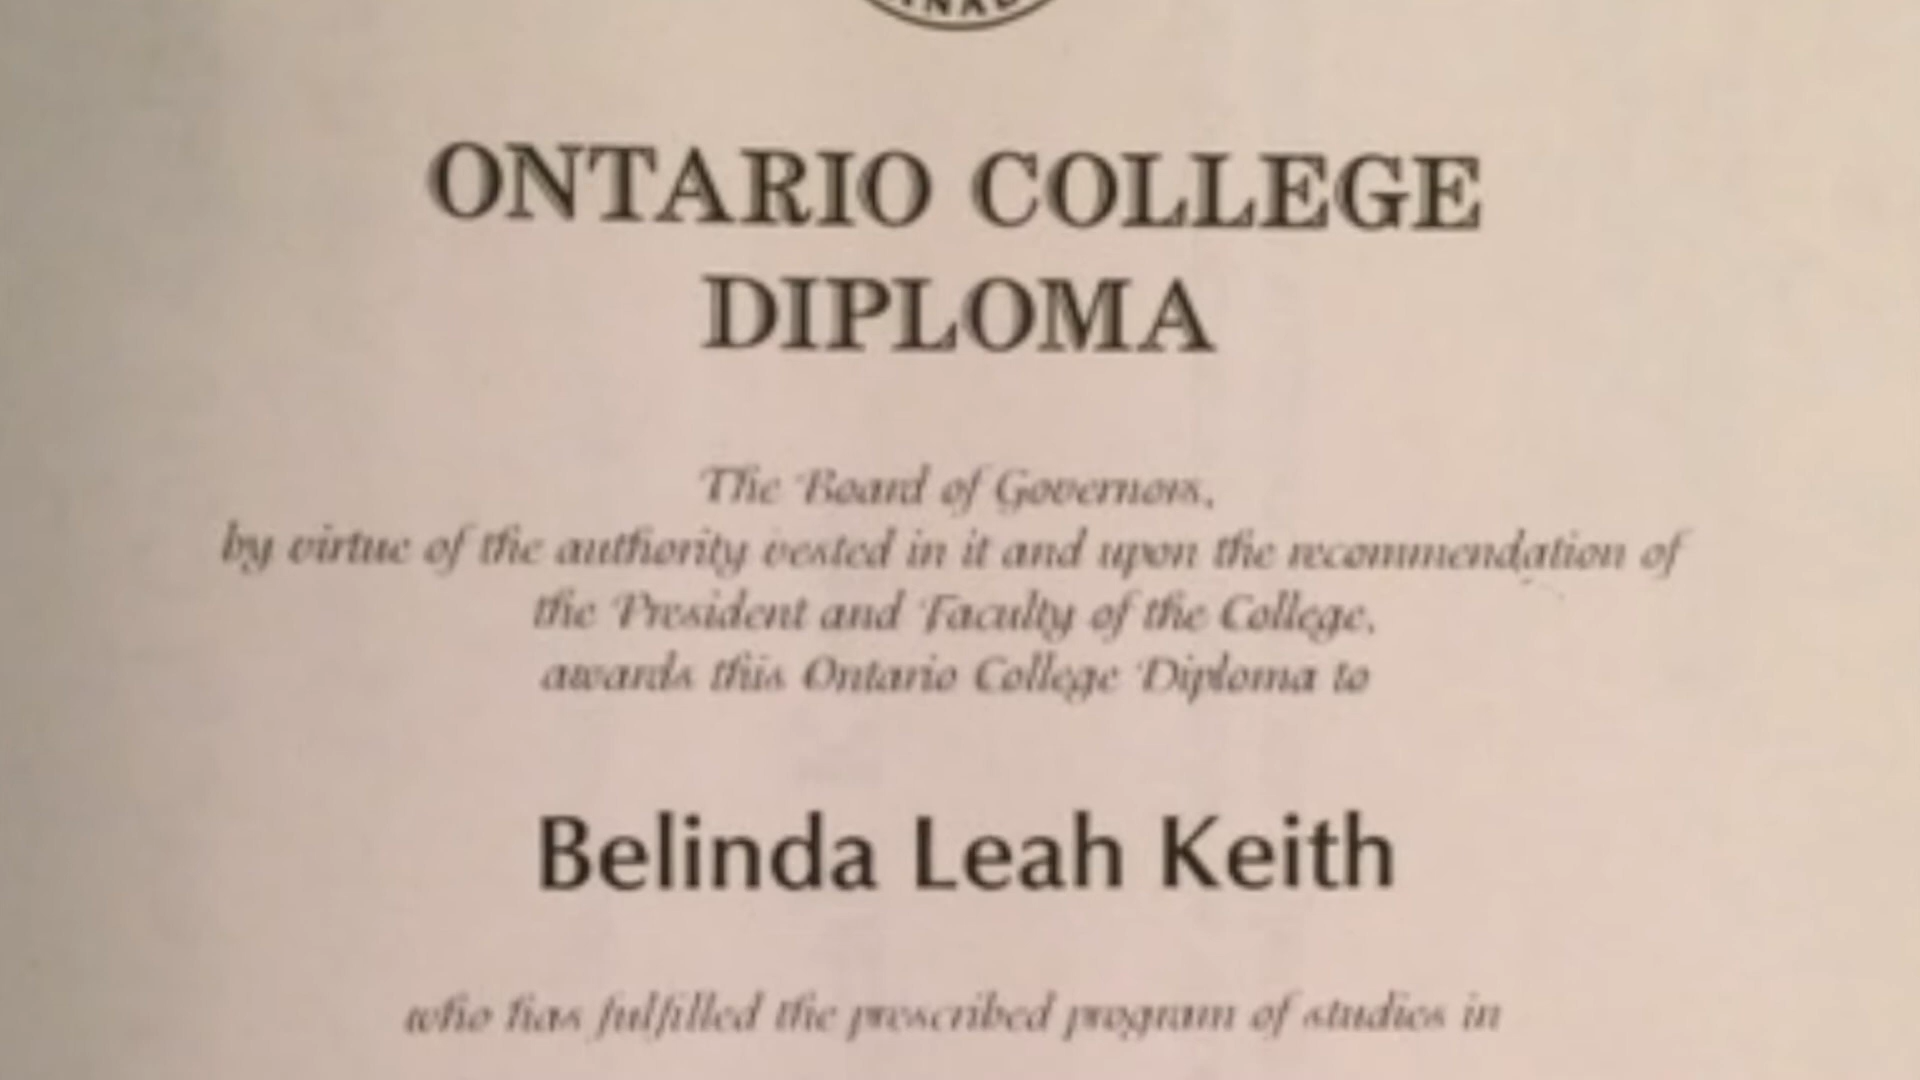 ONTARIO COLLEGE
DIPLOMA
The Board of Governors,
by virtue of the authority vested in it and upon the recommendation of
the President and Faculty of the College,
awards this Ontario College Diploma to
Belinda Leah Keith
who has fulfilled the prescribed program of studies in